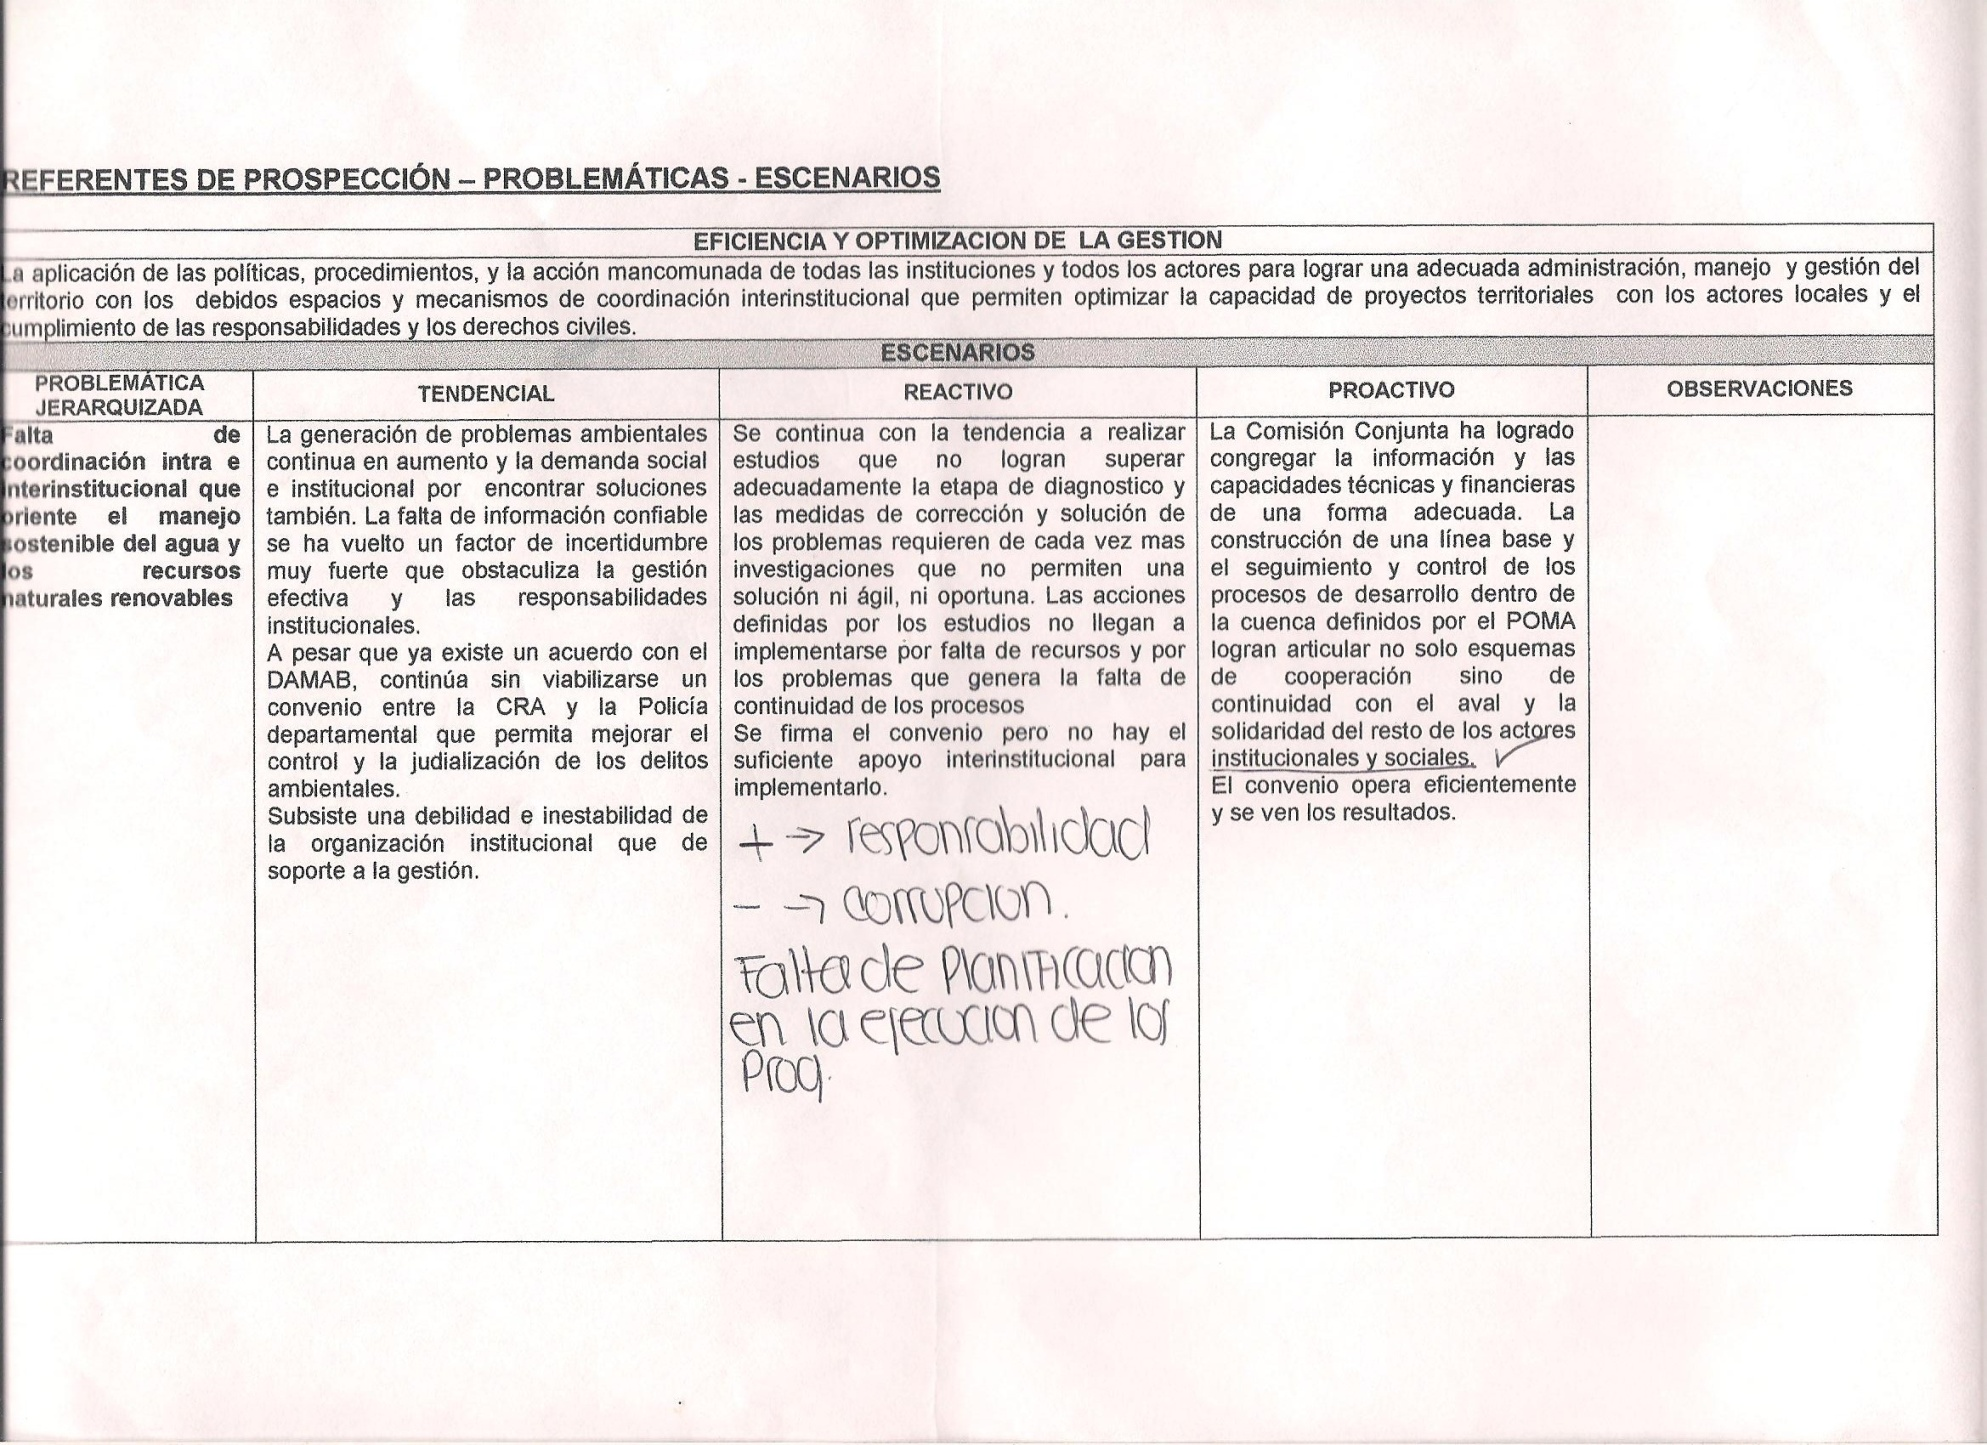 REFERENTES DE PROSPECCIÓN – PROBLEMÁTICAS - ESCENARIOS
EFICIENCIA Y OPTIMIZACION DE LA GESTION
La aplicación de las políticas, procedimientos, y la acción mancomunada de todas las instituciones y todos los actores para lograr una adecuada administración, manejo y gestión del
territorio con los debidos espacios y mecanismos de coordinación interinstitucional que permiten optimizar la capacidad de proyectos territoriales con los actores locales y el
cumplimiento de las responsabilidades y los derechos civiles.
ESCENARIOS
PROBLEMÁTICA
JERARQUIZADA
TENDENCIAL
REACTIVO
PROACTIVO
OBSERVACIONES
Falta de
coordinación intra e
interinstitucional que
oriente el manejo
sostenible del agua y
los recursos
naturales renovables
La generación de problemas ambientales
continua en aumento y la demanda social
e institucional por encontrar soluciones
también. La falta de información confiable
se ha vuelto un factor de incertidumbre
muy fuerte que obstaculiza la gestión
efectiva y las responsabilidades
institucionales.
A pesar que ya existe un acuerdo con el
DAMAB, continúa sin viabilizarse un
convenio entre la CRA y la Policía
departamental que permita mejorar el
control y la judialización de los delitos
ambientales.
Subsiste una debilidad e inestabilidad de
la organización institucional que de
soporte a la gestión.
Se continua con la tendencia a realizar
estudios que no logran superar
adecuadamente la etapa de diagnostico y
las medidas de corrección y solución de
los problemas requieren de cada vez mas
investigaciones que no permiten una
solución ni ágil, ni oportuna. Las acciones
definidas por los estudios no llegan a
implementarse por falta de recursos y por
los problemas que genera la falta de
continuidad de los procesos
Se firma el convenio pero no hay el
suficiente apoyo interinstitucional para
implementarlo.
+ → responsabilidad
- → corrupcion.
Falta de Planificacion
en la ejecucion de los
Prog.
La Comisión Conjunta ha logrado
congregar la información y las
capacidades técnicas y financieras
de una forma adecuada. La
construcción de una línea base y
el seguimiento y control de los
procesos de desarrollo dentro de
la cuenca definidos por el POMA
logran articular no solo esquemas
de cooperación sino de
continuidad con el aval y la
solidaridad del resto de los actores
institucionales y sociales. ✓
El convenio opera eficientemente
y se ven los resultados.